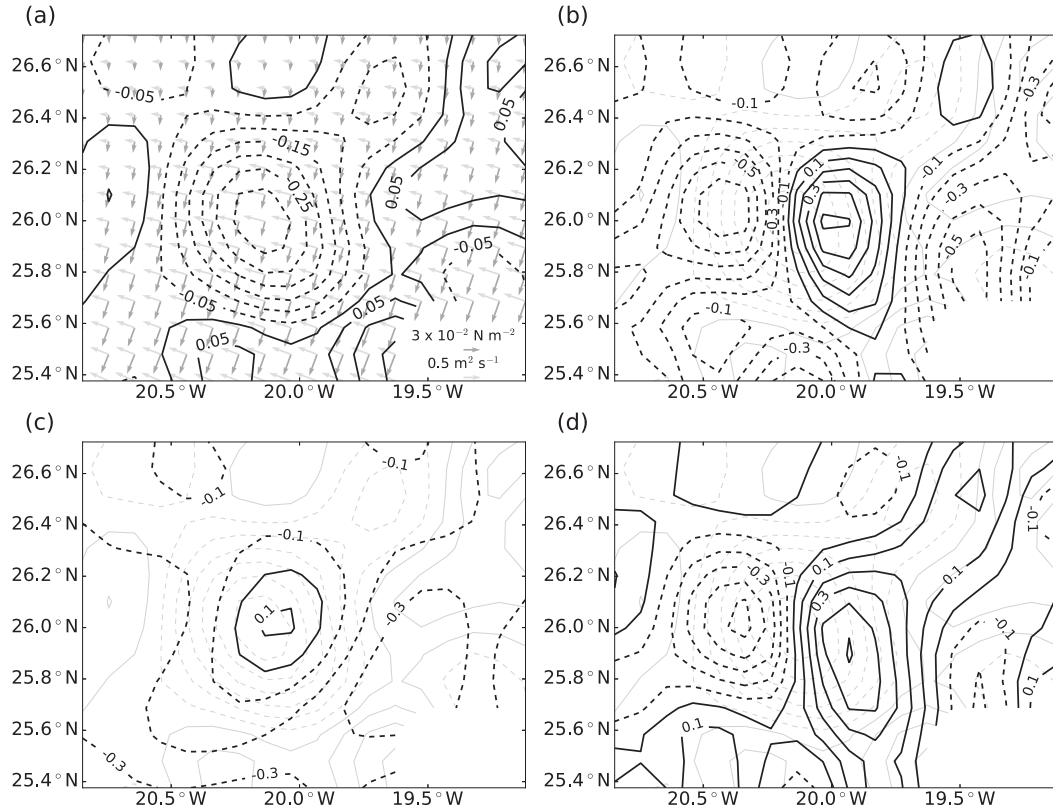 (a)
(b)
26.6°N
26.4°N
26.2°N
26.0°N
25.8°N
25.6°N
25.4°N
-0.05
-0.15
-0.25
0.05
0.05
-0.05
-0.05
0.05
0.05
3 x 10⁻² N m⁻²
0.5 m² s⁻¹
20.5°W
20.0°W
19.5°W
26.6°N
26.4°N
26.2°N
26.0°N
25.8°N
25.6°N
25.4°N
-0.1
-0.3
-0.1
-0.5
-0.1
0.1
0.3
-0.3
-0.3
-0.5
-0.1
-0.1
-0.3
20.5°W
20.0°W
19.5°W
(c)
(d)
26.6°N
26.4°N
26.2°N
26.0°N
25.8°N
25.6°N
25.4°N
-0.1
-0.1
-0.1
0.1
-0.3
-0.3
-0.3
20.5°W
20.0°W
19.5°W
26.6°N
26.4°N
26.2°N
26.0°N
25.8°N
25.6°N
25.4°N
-0.1
-0.1
-0.3
-0.1
0.1
0.1
0.3
-0.1
0.1
0.1
20.5°W
20.0°W
19.5°W